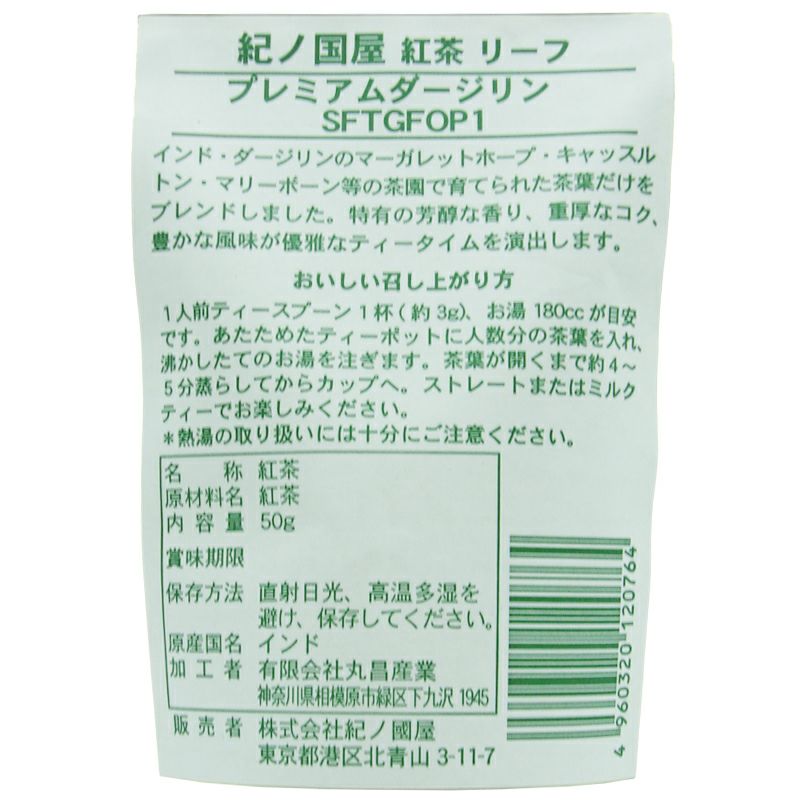 紀ノ国屋 紅茶 リーフ
プレミアムダージリン
SFTGFOP1
インド・ダージリンのマーガレットホープ・キャッスル
トン・マリーボーン等の茶園で育てられた茶葉だけを
ブレンドしました。特有の芳醇な香り、重厚なコク、
豊かな風味が優雅なティータイムを演出します。
おいしい召し上がり方
1人前ティースプーン1杯(約3g)、お湯180ccが目安
です。あたためたティーポットに人数分の茶葉を入れ、
沸かしたてのお湯を注ぎます。茶葉が開くまで約4〜
5分蒸らしてからカップへ。ストレートまたはミルク
ティーでお楽しみください。
*熱湯の取り扱いには十分にご注意ください。
名称 紅茶
原材料名 紅茶
内容量 50g
賞味期限
保存方法 直射日光、高温多湿を
避け、保存してください。
原産国名 インド
加工者 有限会社丸昌産業
神奈川県相模原市緑区下九沢1945
販売者 株式会社紀ノ國屋
東京都港区北青山3-11-7
4 960320 120764